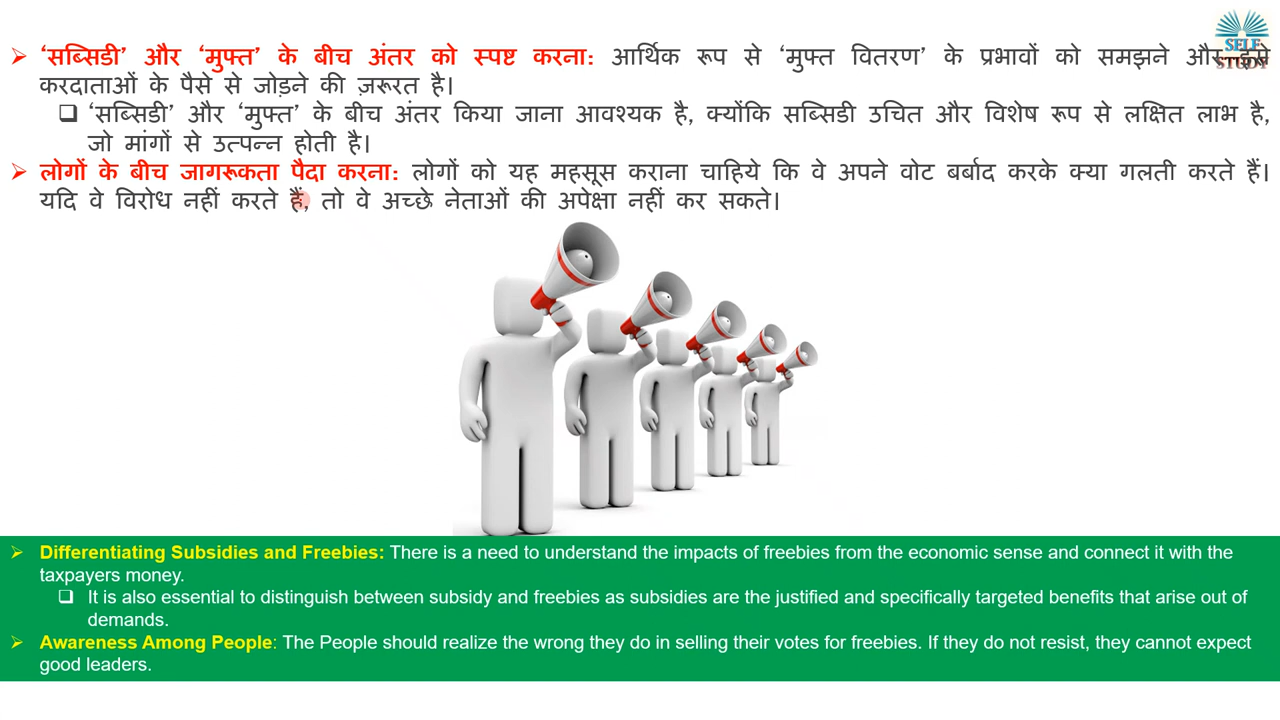 SELF
STUDY
➢ ‘सब्सिडी’ और ‘मुफ्त’ के बीच अंतर को स्पष्ट करना: आर्थिक रूप से ‘मुफ्त वितरण’ के प्रभावों को समझने और इसे
करदाताओं के पैसे से जोड़ने की ज़रूरत है।
❑ ‘सब्सिडी’ और ‘मुफ्त’ के बीच अंतर किया जाना आवश्यक है, क्योंकि सब्सिडी उचित और विशेष रूप से लक्षित लाभ है,
जो मांगों से उत्पन्न होती है।
➢ लोगों के बीच जागरूकता पैदा करना: लोगों को यह महसूस कराना चाहिये कि वे अपने वोट बर्बाद करके क्या गलती करते हैं।
यदि वे विरोध नहीं करते हैं, तो वे अच्छे नेताओं की अपेक्षा नहीं कर सकते।
➢ Differentiating Subsidies and Freebies: There is a need to understand the impacts of freebies from the economic sense and connect it with the
taxpayers money.
❑ It is also essential to distinguish between subsidy and freebies as subsidies are the justified and specifically targeted benefits that arise out of
demands.
➢ Awareness Among People: The People should realize the wrong they do in selling their votes for freebies. If they do not resist, they cannot expect
good leaders.